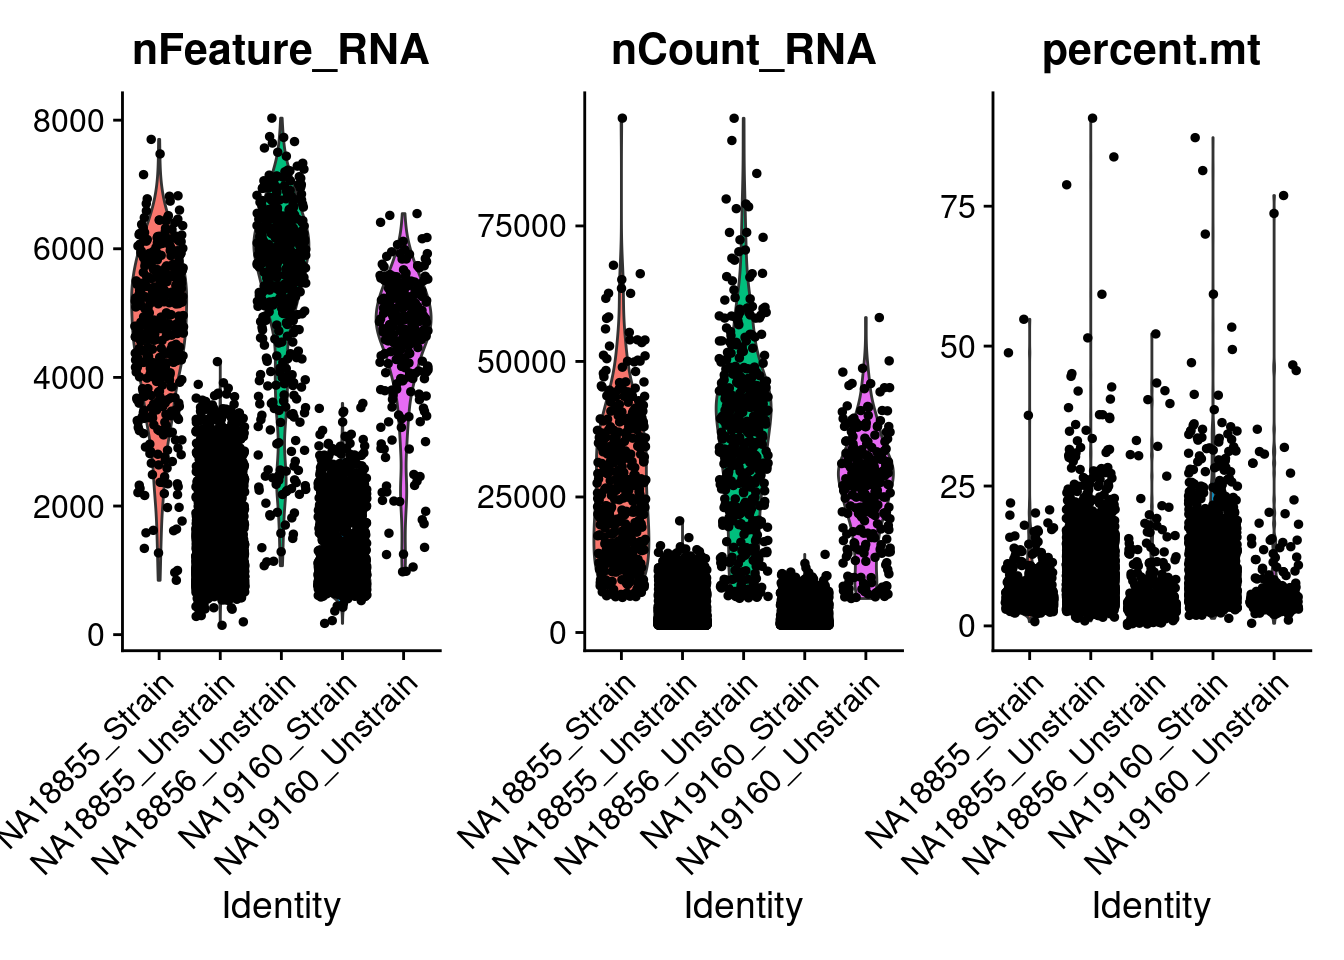 nFeature_RNA
8000
6000
4000
2000
0
NA18855_Strain
NA18855_Unstrain
NA18856_Unstrain
NA19160_Strain
NA19160_Unstrain
Identity
nCount_RNA
75000
50000
25000
0
NA18855_Strain
NA18855_Unstrain
NA18856_Unstrain
NA19160_Strain
NA19160_Unstrain
Identity
percent.mt
75
50
25
0
NA18855_Strain
NA18855_Unstrain
NA18856_Unstrain
NA19160_Strain
NA19160_Unstrain
Identity